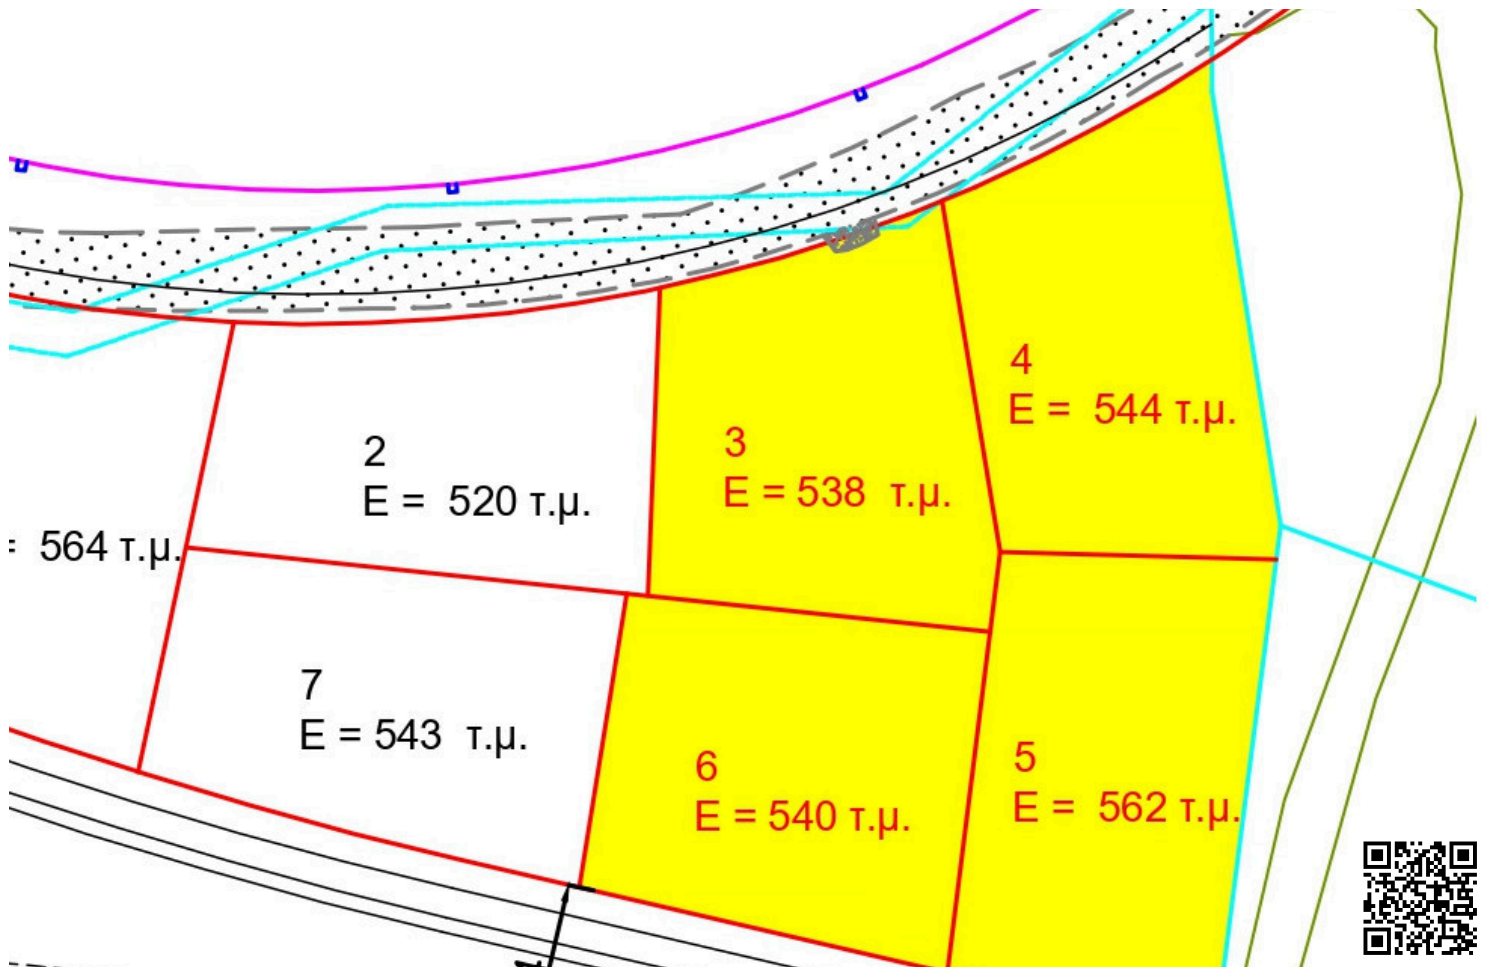 4
E = 544 τ.μ.
3
E = 538 τ.μ.
2
E = 520 τ.μ.
= 564 τ.μ.
7
E = 543 τ.μ.
6
E = 540 τ.μ.
5
E = 562 τ.μ.